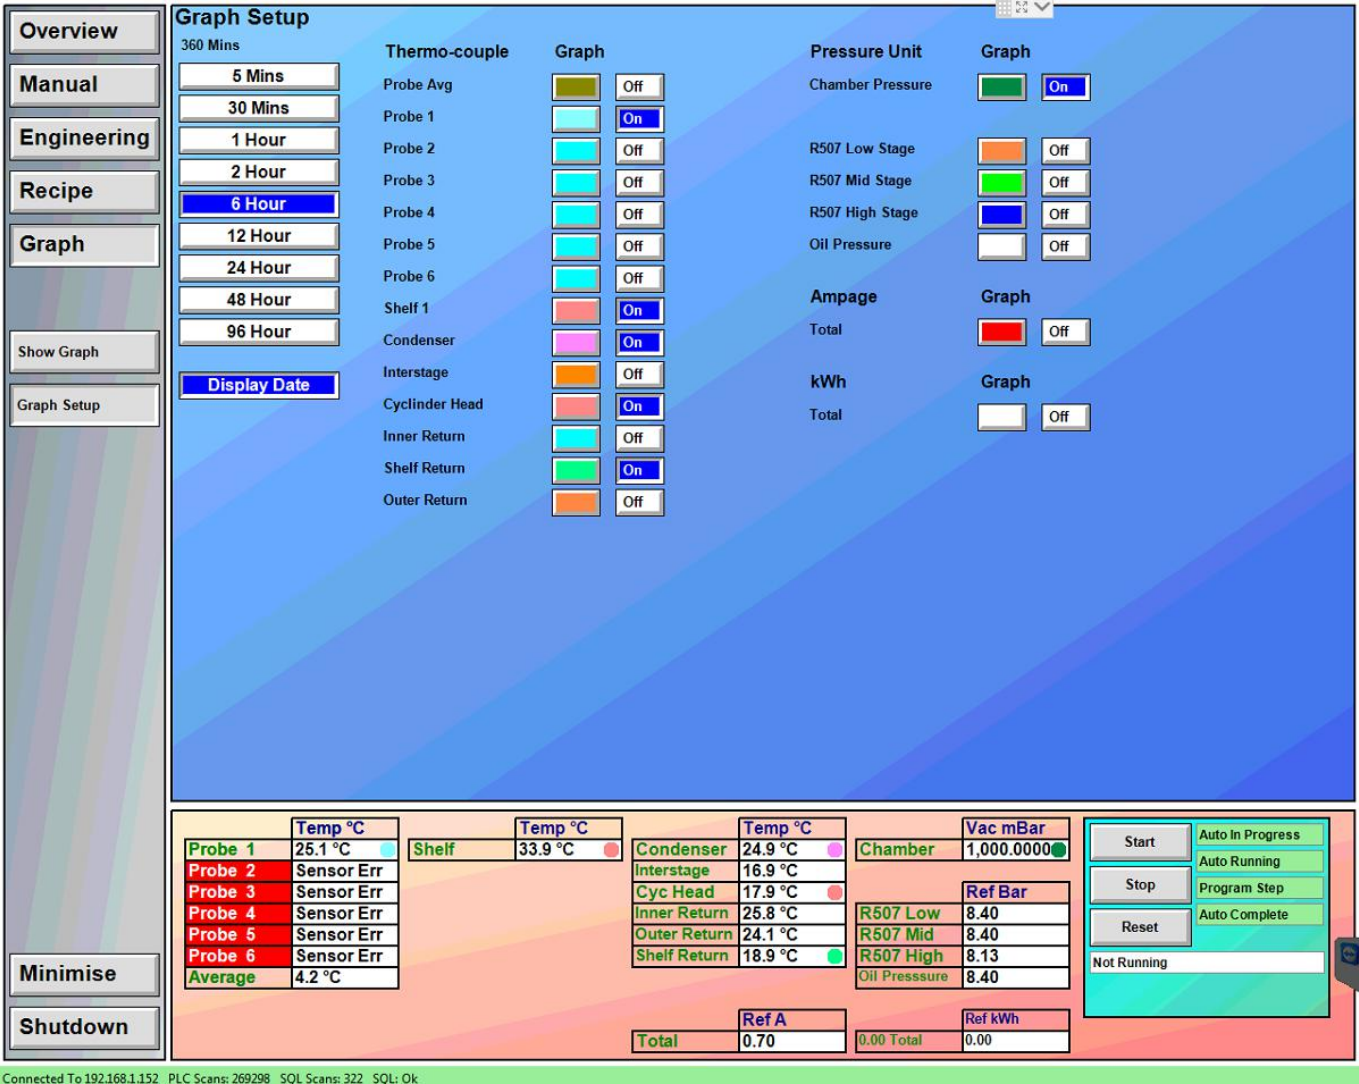 Overview
Manual
Engineering
Recipe
Graph
Show Graph
Graph Setup
Minimise
Shutdown
Graph Setup
360 Mins
5 Mins
30 Mins
1 Hour
2 Hour
6 Hour
12 Hour
24 Hour
48 Hour
96 Hour
Display Date
Thermo-couple Graph
Probe Avg Off
Probe 1 On
Probe 2 Off
Probe 3 Off
Probe 4 Off
Probe 5 Off
Probe 6 Off
Shelf 1 On
Condenser On
Interstage Off
Cyclinder Head On
Inner Return Off
Shelf Return On
Outer Return Off
Pressure Unit Graph
Chamber Pressure On
R507 Low Stage Off
R507 Mid Stage Off
R507 High Stage Off
Oil Pressure Off
Ampage Graph
Total Off
kWh Graph
Total Off
Temp °C
Probe 1 25.1 °C
Probe 2 Sensor Err
Probe 3 Sensor Err
Probe 4 Sensor Err
Probe 5 Sensor Err
Probe 6 Sensor Err
Average 4.2 °C
Temp °C
Shelf 33.9 °C
Temp °C
Condenser 24.9 °C
Interstage 16.9 °C
Cyc Head 17.9 °C
Inner Return 25.8 °C
Outer Return 24.1 °C
Shelf Return 18.9 °C
Ref A
Total 0.70
Vac mBar
Chamber 1,000.0000
Ref Bar
R507 Low 8.40
R507 Mid 8.40
R507 High 8.13
Oil Presssure 8.40
Ref kWh
0.00 Total 0.00
Start
Stop
Reset
Auto In Progress
Auto Running
Program Step
Auto Complete
Not Running
Connected To 192.168.1.152 PLC Scans: 269298 SQL Scans: 322 SQL: Ok